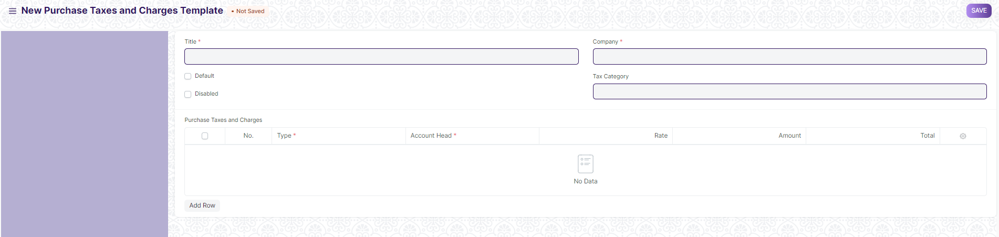 New Purchase Taxes and Charges Template • Not Saved SAVE
Title * Company *
Default Tax Category
Disabled
Purchase Taxes and Charges
No. Type * Account Head * Rate Amount Total
No Data
Add Row